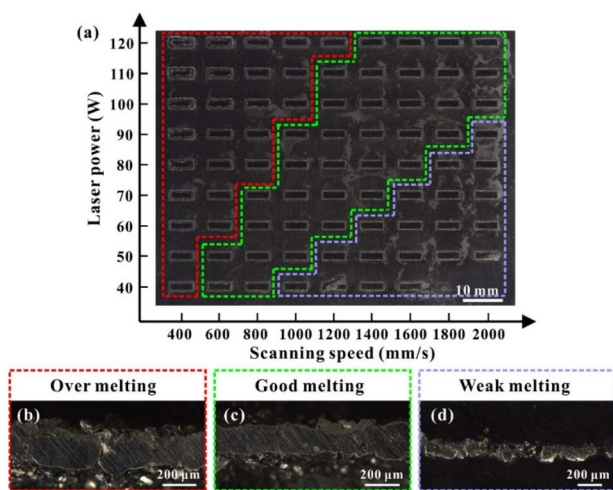 (a)
Laser power (W)
120
110
100
90
80
70
60
50
40
10 mm
400 600 800 1000 1200 1400 1600 1800 2000
Scanning speed (mm/s)
Over melting Good melting Weak melting
(b) (c) (d)
200 μm 200 μm 200 μm